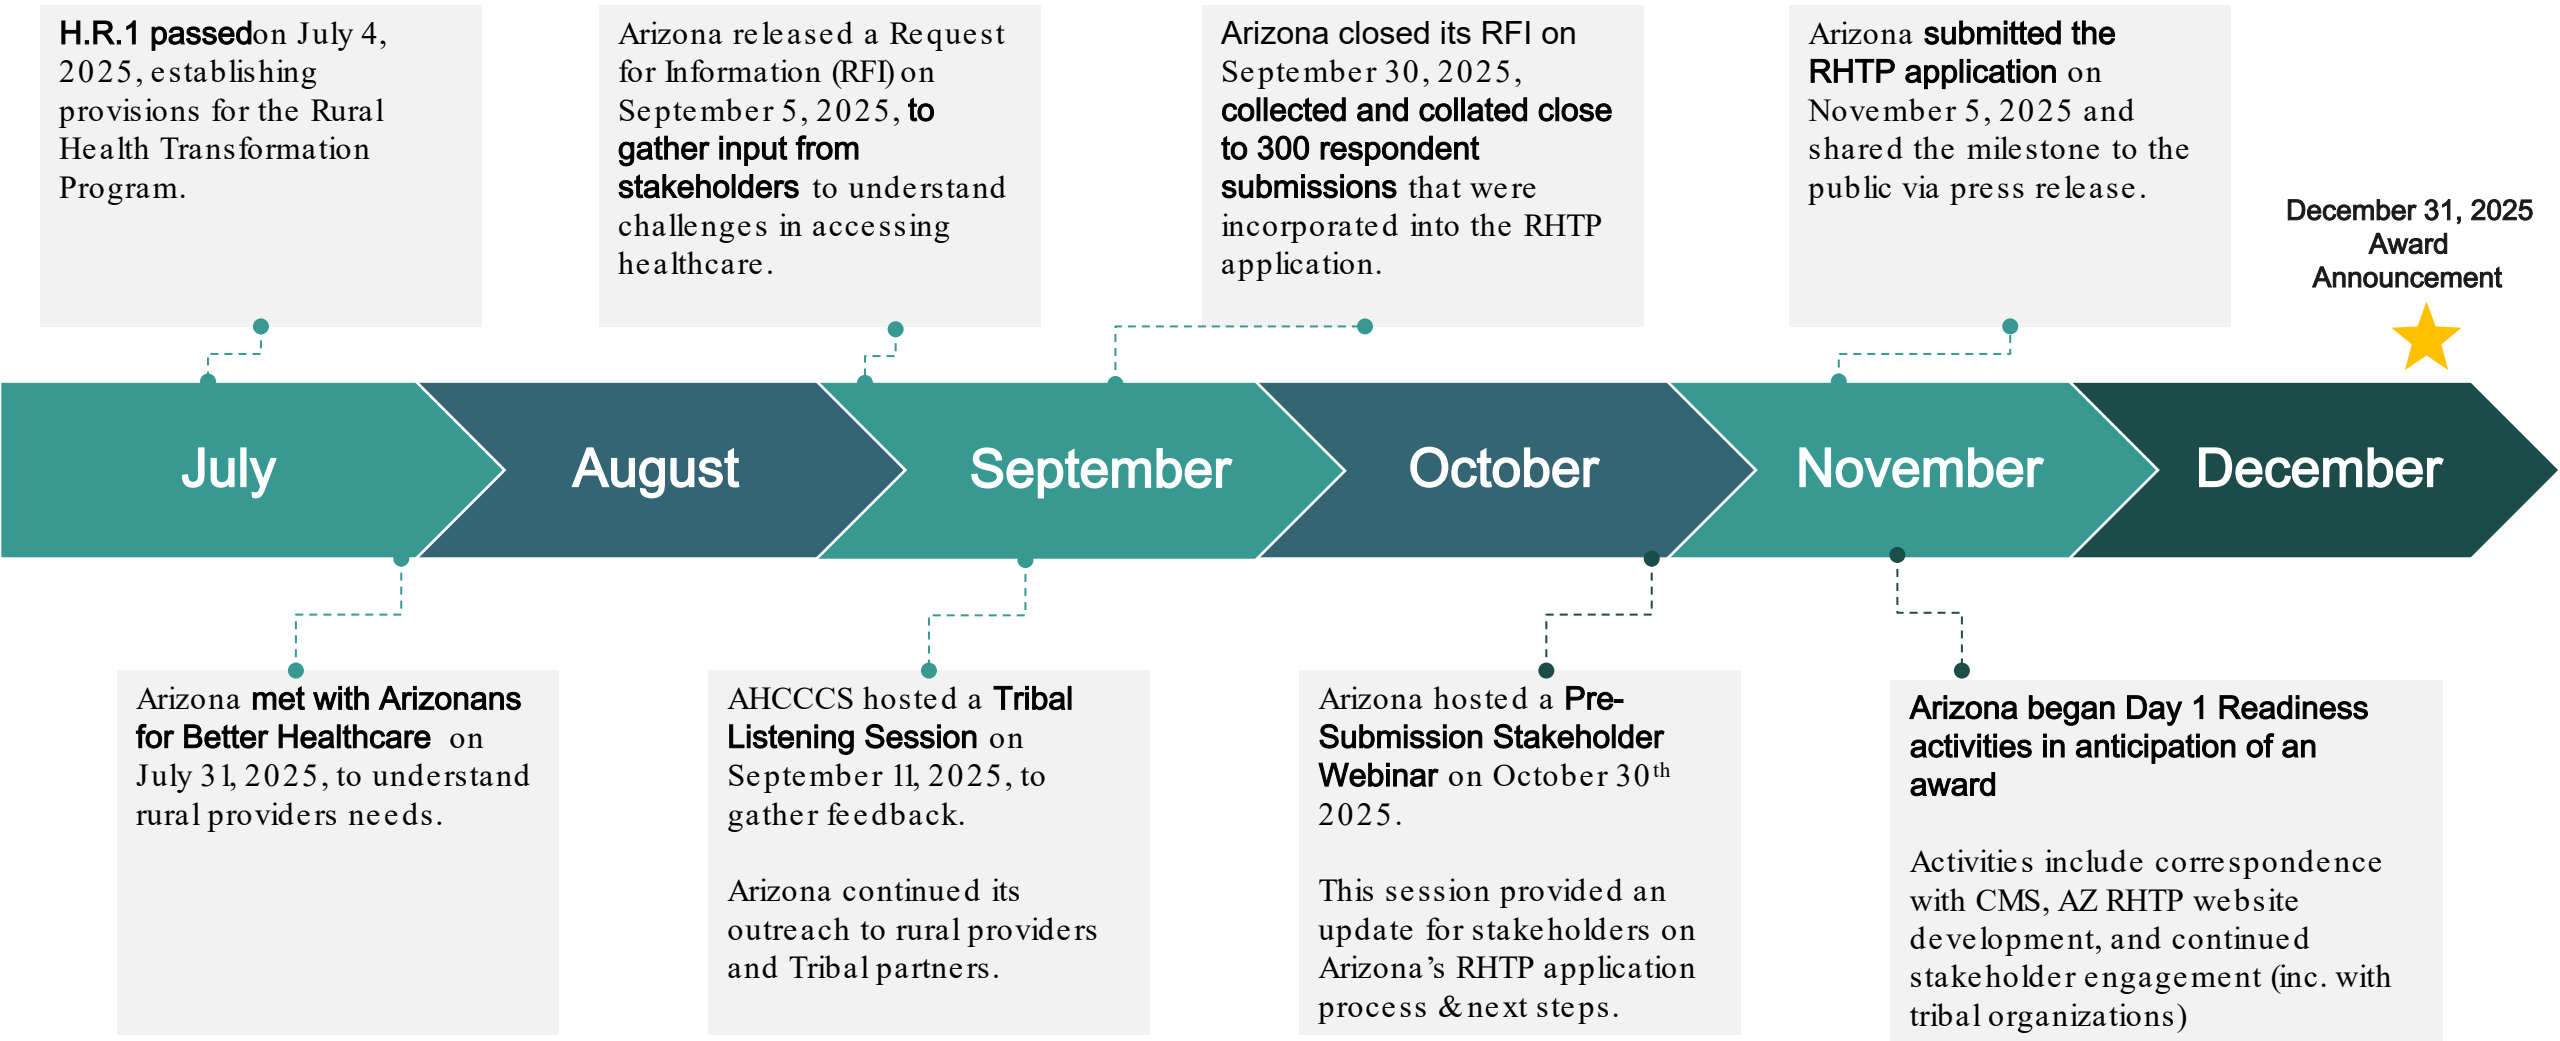 H.R.1 passed on July 4,
2025, establishing
provisions for the Rural
Health Transformation
Program.
Arizona released a Request
for Information (RFI) on
September 5, 2025, to
gather input from
stakeholders to understand
challenges in accessing
healthcare.
Arizona closed its RFI on
September 30, 2025,
collected and collated close
to 300 respondent
submissions that were
incorporated into the RHTP
application.
Arizona submitted the
RHTP application on
November 5, 2025 and
shared the milestone to the
public via press release.
December 31, 2025
Award
Announcement
July
August
September
October
November
December
Arizona met with Arizonans
for Better Healthcare on
July 31, 2025, to understand
rural providers needs.
AHCCCS hosted a Tribal
Listening Session on
September 11, 2025, to
gather feedback.
Arizona continued its
outreach to rural providers
and Tribal partners.
Arizona hosted a Pre-
Submission Stakeholder
Webinar on October 30th
2025.
This session provided an
update for stakeholders on
Arizona’s RHTP application
process & next steps.
Arizona began Day 1 Readiness
activities in anticipation of an
award
Activities include correspondence
with CMS, AZ RHTP website
development, and continued
stakeholder engagement (inc. with
tribal organizations)